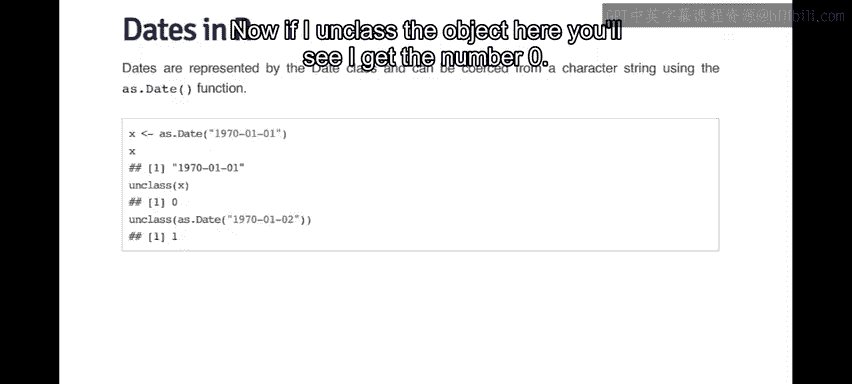 Dates in R
Now if I unclass the object here you'll
see I get the number 0.
Dates are represented by the Date class and can be coerced from a character string using the
as.Date() function.
x <- as.Date("1970-01-01")
x
## [1] "1970-01-01"
unclass(x)
## [1] 0
unclass(as.Date("1970-01-02"))
## [1] 1